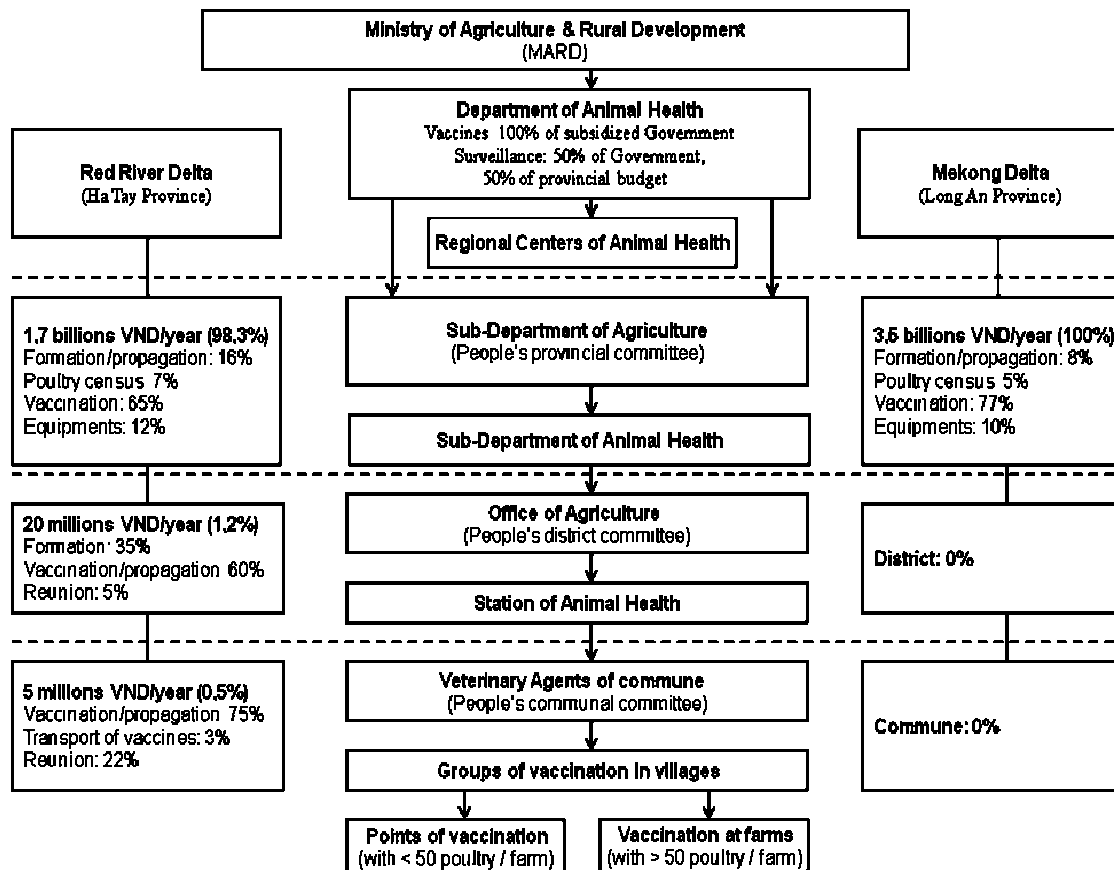 Ministry of Agriculture & Rural Development
(MARD)
Department of Animal Health
Vaccines 100% of subsidized Government
Surveillance: 50% of Government,
50% of provincial budget
Red River Delta
(Ha Tay Province)
Mekong Delta
(Long An Province)
Regional Centers of Animal Health
1,7 billions VND/year (98,3%)
Formation/propagation: 16%
Poultry census 7%
Vaccination: 65%
Equipments: 12%
Sub-Department of Agriculture
(People's provincial committee)
Sub-Department of Animal Health
3,6 billions VND/year (100%)
Formation/propagation: 8%
Poultry census 5%
Vaccination: 77%
Equipments: 10%
20 millions VND/year (1,2%)
Formation: 35%
Vaccination/propagation 60%
Reunion: 5%
Office of Agriculture
(People's district committee)
Station of Animal Health
District: 0%
5 millions VND/year (0,5%)
Vaccination/propagation 75%
Transport of vaccines: 3%
Reunion: 22%
Veterinary Agents of commune
(People's communal committee)
Groups of vaccination in villages
Commune: 0%
Points of vaccination
(with < 50 poultry / farm)
Vaccination at farms
(with > 50 poultry / farm)